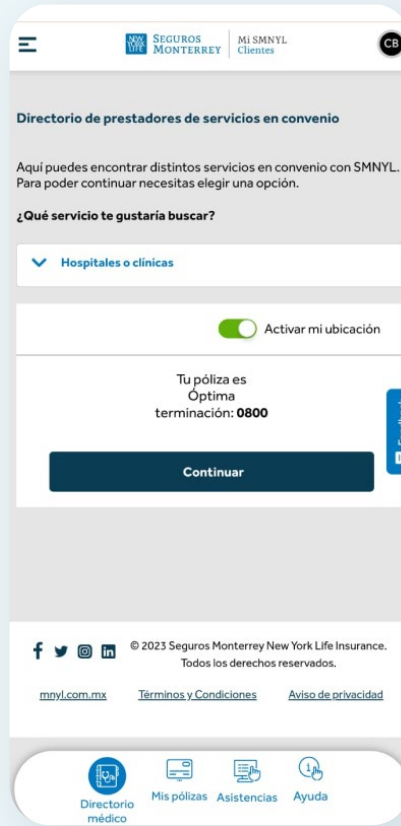 NEW YORK LIFE
SEGUROS MONTERREY
Mi SMNYL Clientes
CB
Directorio de prestadores de servicios en convenio
Aquí puedes encontrar distintos servicios en convenio con SMNYL.
Para poder continuar necesitas elegir una opción.
¿Qué servicio te gustaría buscar?
Hospitales o clínicas
Activar mi ubicación
Tu póliza es
Óptima
terminación: 0800
Continuar
© 2023 Seguros Monterrey New York Life Insurance.
Todos los derechos reservados.
mnyl.com.mx Términos y Condiciones Aviso de privacidad
Directorio médico
Mis pólizas
Asistencias
Ayuda